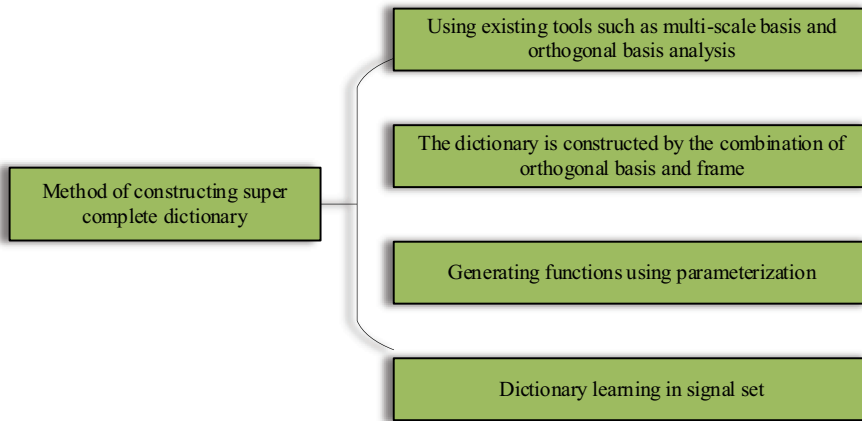 Using existing tools such as multi-scale basis and
orthogonal basis analysis
The dictionary is constructed by the combination of
orthogonal basis and frame
Method of constructing super
complete dictionary
Generating functions using parameterization
Dictionary learning in signal set